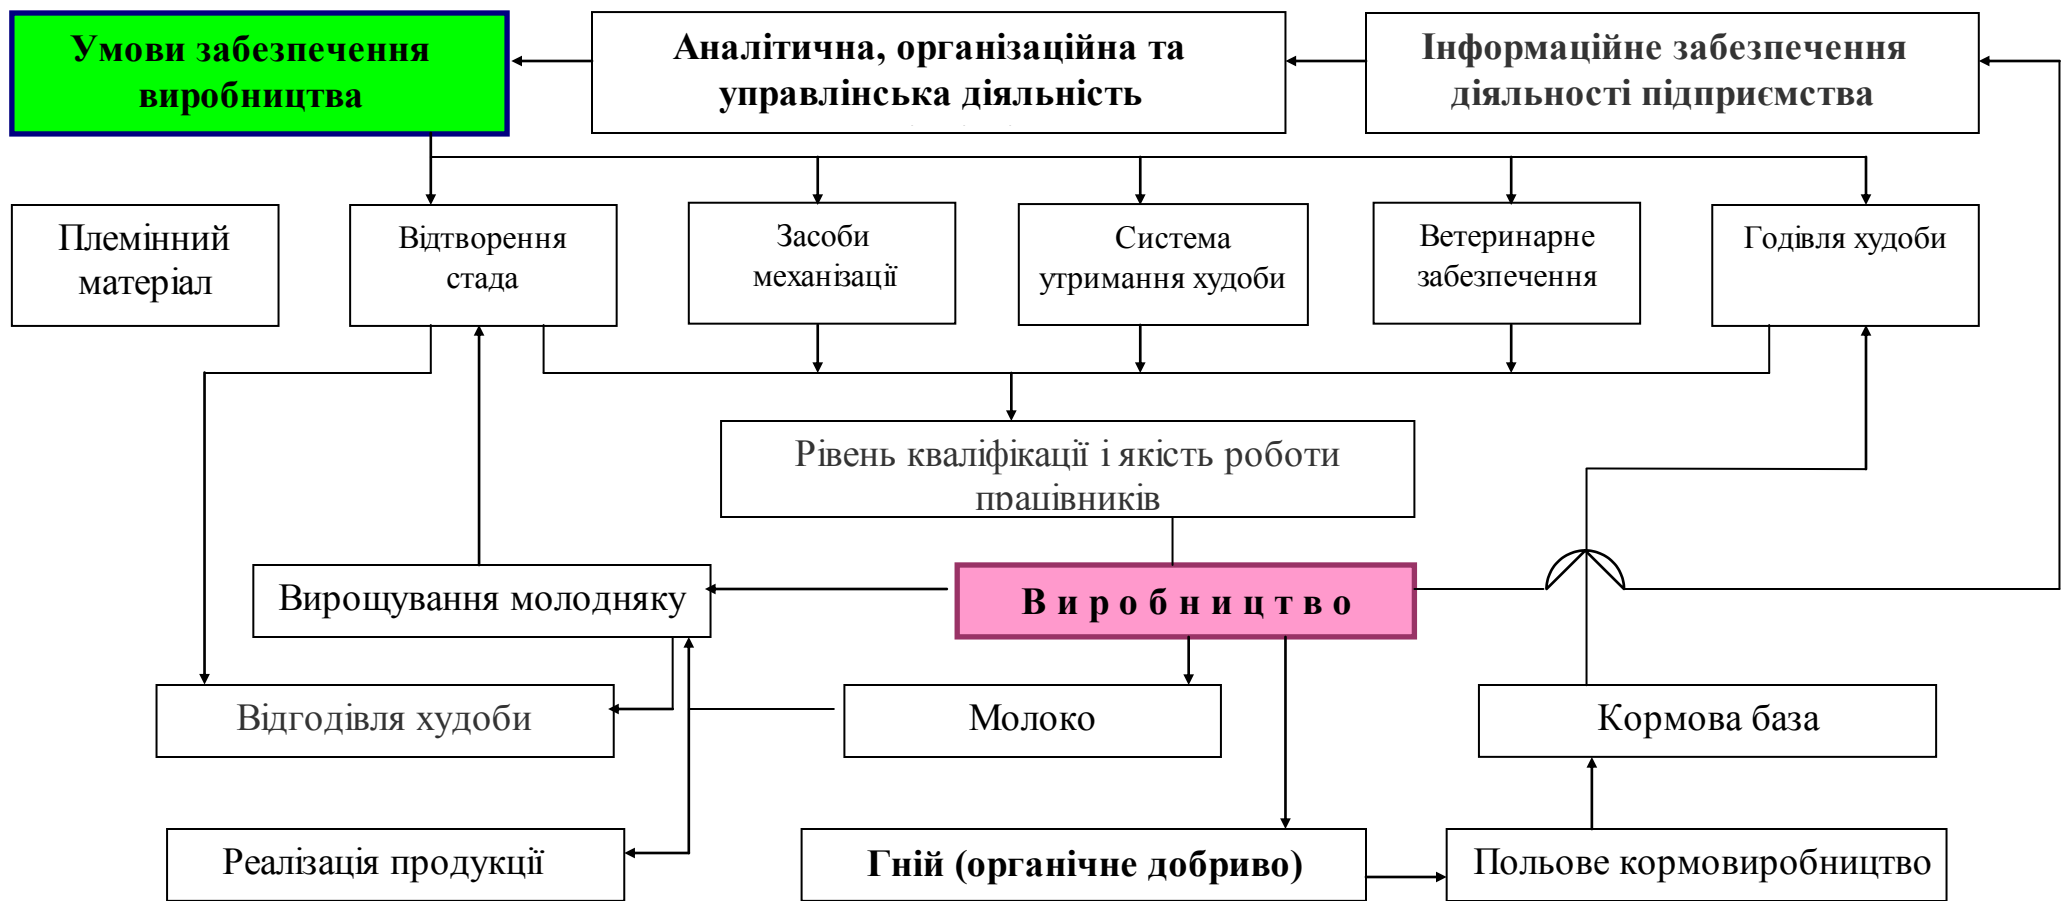 Умови забезпечення
виробництва
Аналітична, організаційна та
управлінська діяльність
Інформаційне забезпечення
діяльності підприємства
Племінний
матеріал
Відтворення
стада
Засоби
механізації
Система
утримання худоби
Ветеринарне
забезпечення
Годівля худоби
Рівень кваліфікації і якість роботи
працівників
Вирощування молодняку
В и р о б н и ц т в о
Відгодівля худоби
Молоко
Кормова база
Реалізація продукції
Гній (органічне добриво)
Польове кормовиробництво